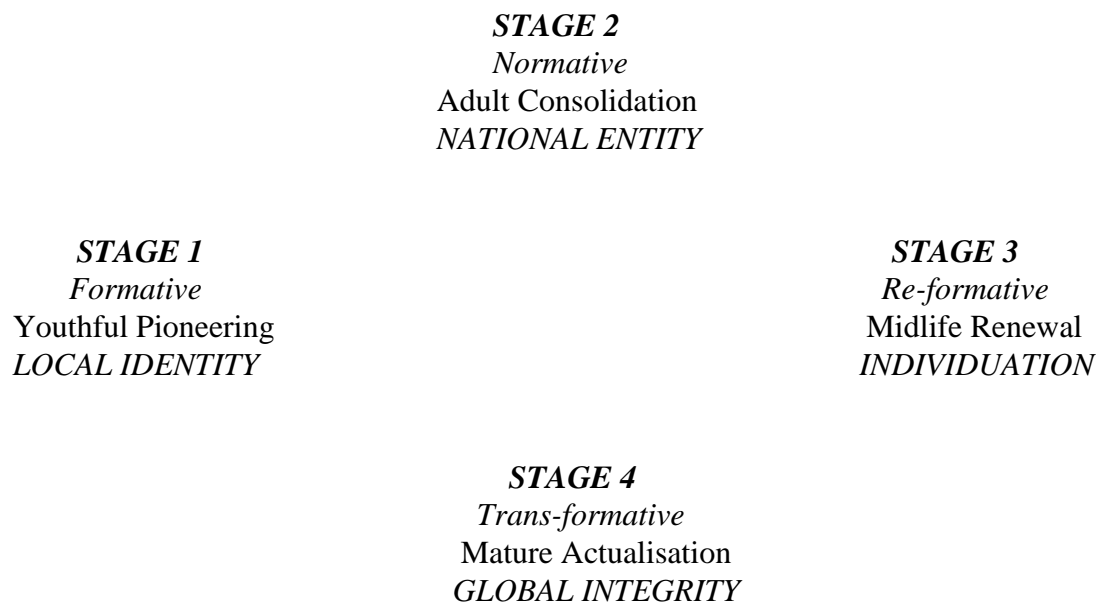 STAGE 2
Normative
Adult Consolidation
NATIONAL ENTITY
STAGE 1
Formative
Youthful Pioneering
LOCAL IDENTITY
STAGE 3
Re-formative
Midlife Renewal
INDIVIDUATION
STAGE 4
Trans-formative
Mature Actualisation
GLOBAL INTEGRITY